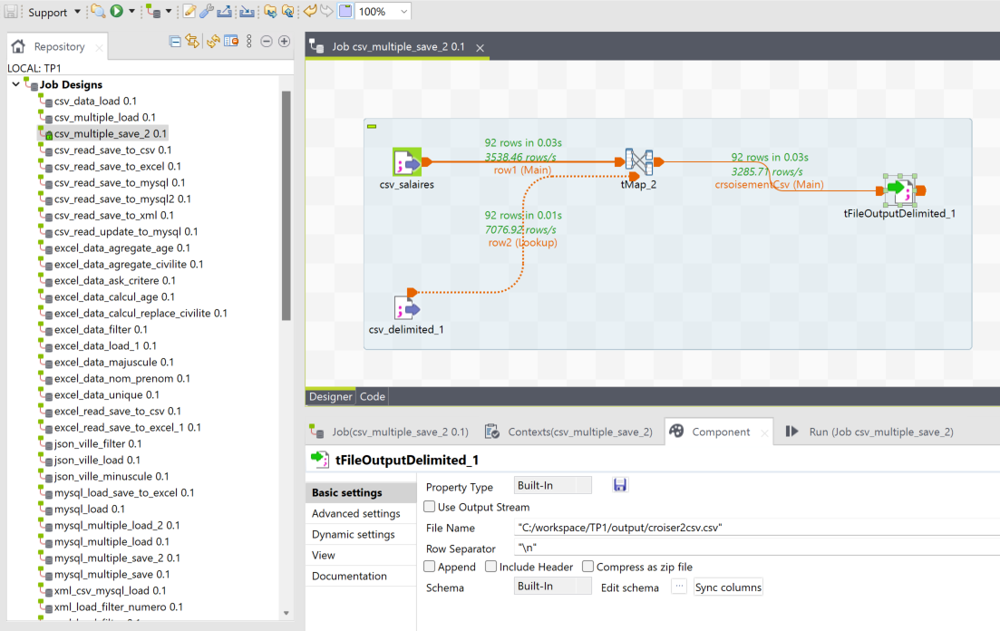 Support
100%
Repository
LOCAL: TP1
Job Designs
csv_data_load 0.1
csv_multiple_load 0.1
csv_multiple_save_2 0.1
csv_read_save_to_csv 0.1
csv_read_save_to_excel 0.1
csv_read_save_to_mysql 0.1
csv_read_save_to_mysql2 0.1
csv_read_save_to_xml 0.1
csv_read_update_to_mysql 0.1
excel_data_agregate_age 0.1
excel_data_agregate_civilite 0.1
excel_data_ask_critere 0.1
excel_data_calcul_age 0.1
excel_data_calcul_replace_civilite 0.1
excel_data_filter 0.1
excel_data_load_1 0.1
excel_data_majuscule 0.1
excel_data_nom_prenom 0.1
excel_data_unique 0.1
excel_read_save_to_csv 0.1
excel_read_save_to_excel_1 0.1
json_ville_filter 0.1
json_ville_load 0.1
json_ville_minuscule 0.1
mysql_load_save_to_excel 0.1
mysql_load 0.1
mysql_multiple_load_2 0.1
mysql_multiple_load 0.1
mysql_multiple_save_2 0.1
mysql_multiple_save 0.1
xml_csv_mysql_load 0.1
xml_load_filter_numero 0.1
Job csv_multiple_save_2 0.1
92 rows in 0.03s
3538.46 rows/s
row1 (Main)
csv_salaires
tMap_2
92 rows in 0.03s
3285.71 rows/s
crsoisementCsv (Main)
tFileOutputDelimited_1
92 rows in 0.01s
7076.92 rows/s
row2 (Lookup)
csv_delimited_1
Designer Code
Job(csv_multiple_save_2 0.1) Contexts(csv_multiple_save_2) Component Run (Job csv_multiple_save_2)
tFileOutputDelimited_1
Basic settings
Advanced settings
Dynamic settings
View
Documentation
Property Type Built-In
Use Output Stream
File Name "C:/workspace/TP1/output/croiser2csv.csv"
Row Separator "\n"
Append Include Header Compress as zip file
Schema Built-In Edit schema ... Sync columns